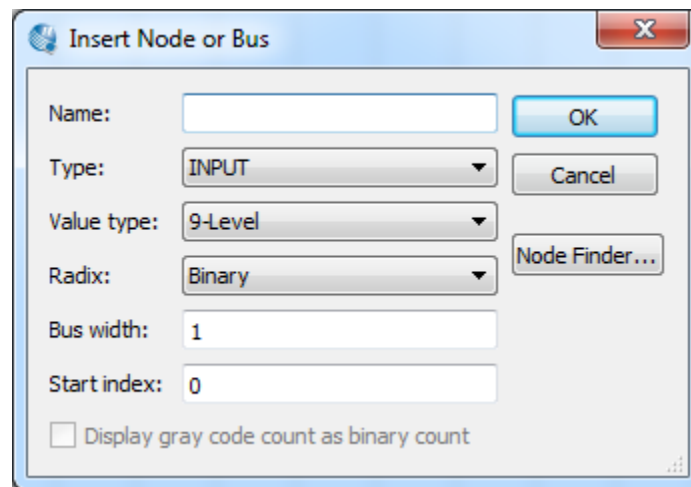 Insert Node or Bus
Name:
OK
Type: INPUT
Cancel
Value type: 9-Level
Node Finder...
Radix: Binary
Bus width: 1
Start index: 0
Display gray code count as binary count